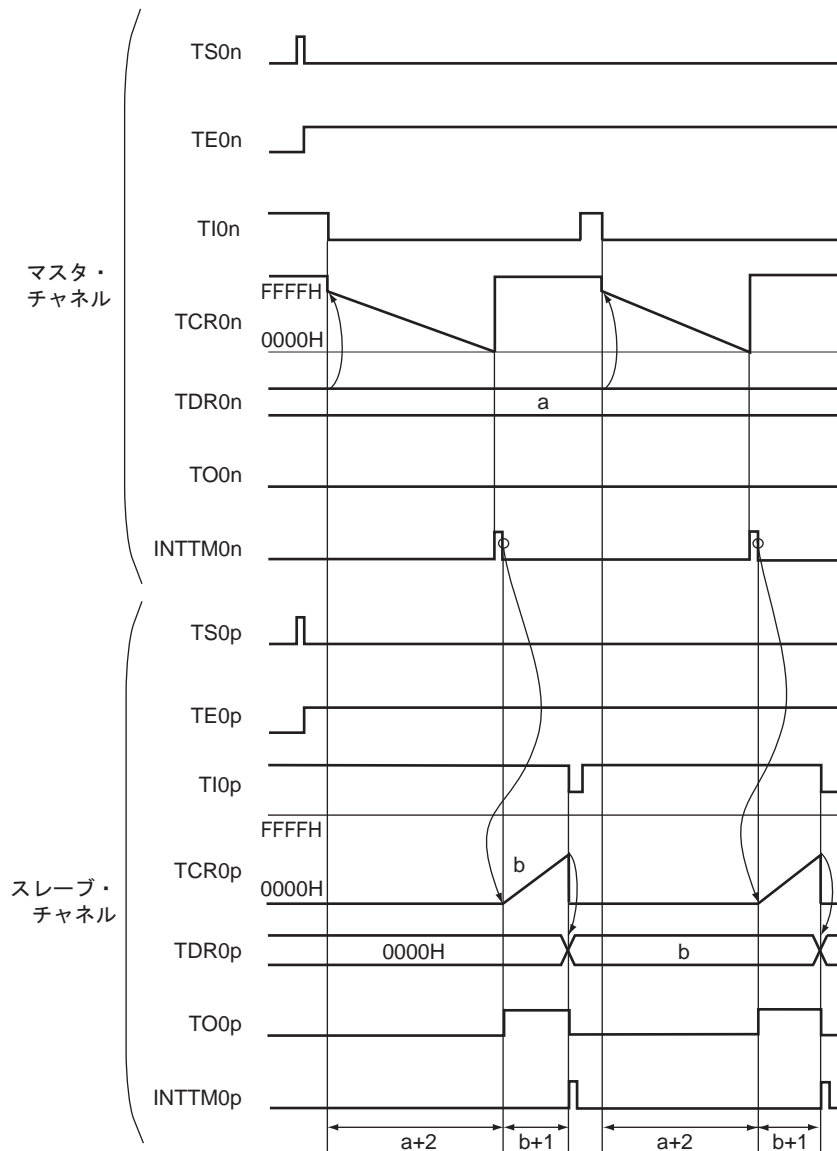 マスタ・
チャネル
TS0n
TE0n
TI0n
FFFFH
TCR0n
0000H
TDR0n
a
TO0n
INTTM0n
スレーブ・
チャネル
TS0p
TE0p
TI0p
FFFFH
TCR0p
b
0000H
TDR0p
0000H
b
TO0p
INTTM0p
a+2
b+1
a+2
b+1